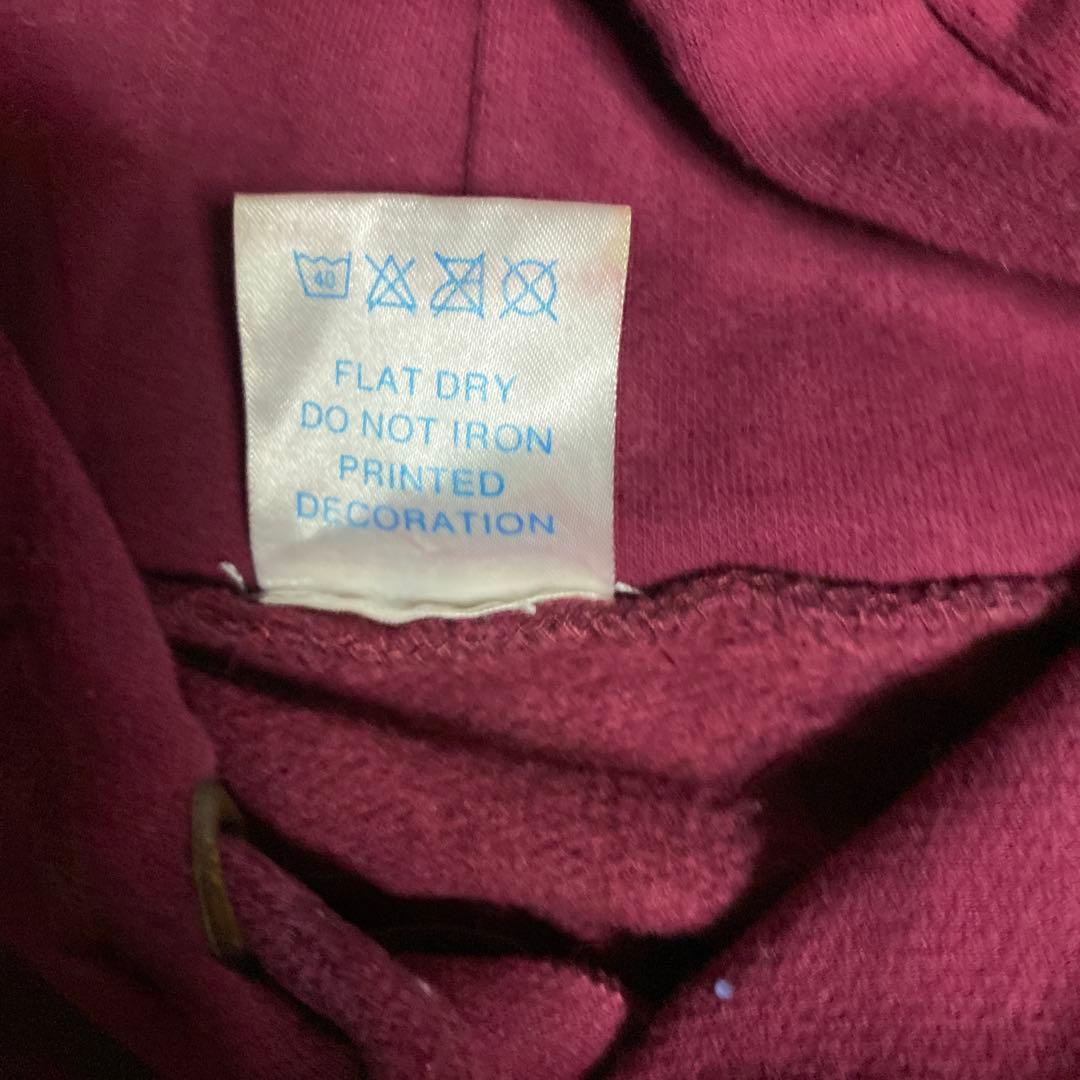 40
FLAT DRY
DO NOT IRON
PRINTED
DECORATION